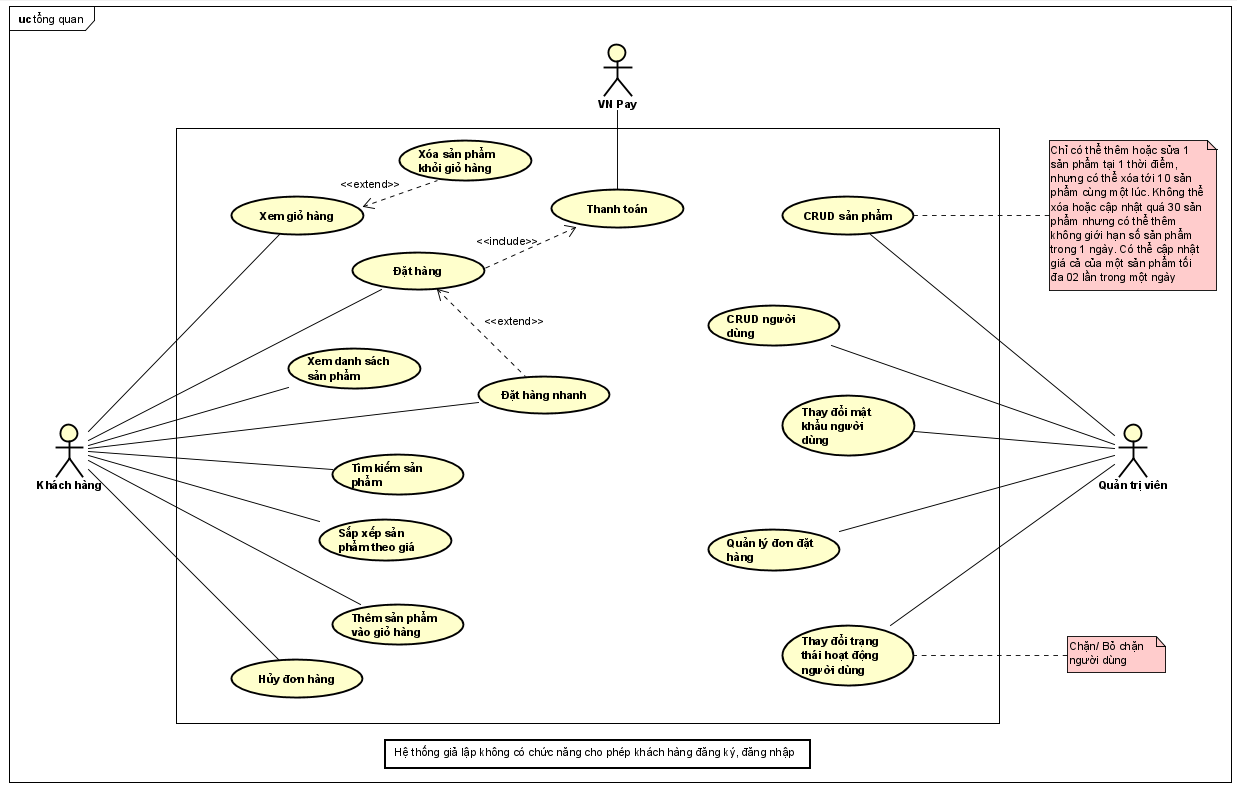 uc tổng quan
VN Pay
Xóa sản phẩm
khỏi giỏ hàng
<<extend>>
Xem giỏ hàng
Thanh toán
CRUD sản phẩm
Chỉ có thể thêm hoặc sửa 1
sản phẩm tại 1 thời điểm,
nhưng có thể xóa tới 10 sản
phẩm cùng một lúc. Không thể
xóa hoặc cập nhật quá 30 sản
phẩm nhưng có thể thêm
không giới hạn số sản phẩm
trong 1 ngày. Có thể cập nhật
giá cả của một sản phẩm tối
đa 02 lần trong một ngày
<<include>>
Đặt hàng
<<extend>>
CRUD người
dùng
Xem danh sách
sản phẩm
Đặt hàng nhanh
Thay đổi mật
khẩu người
dùng
Khách hàng
Quản trị viên
Tìm kiếm sản
phẩm
Sắp xếp sản
phẩm theo giá
Quản lý đơn đặt
hàng
Thêm sản phẩm
vào giỏ hàng
Thay đổi trạng
thái hoạt động
người dùng
Chặn/ Bỏ chặn
người dùng
Hủy đơn hàng
Hệ thống giả lập không có chức năng cho phép khách hàng đăng ký, đăng nhập